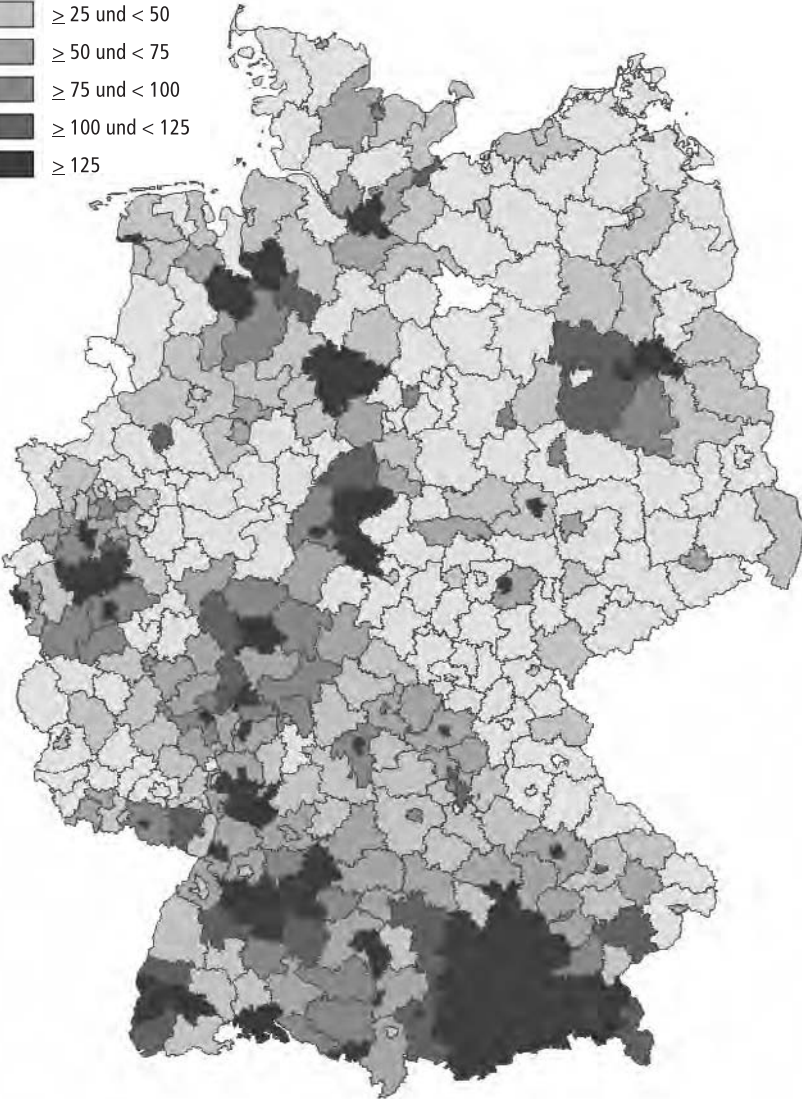 ≥ 25 und < 50
≥ 50 und < 75
≥ 75 und < 100
≥ 100 und < 125
≥ 125